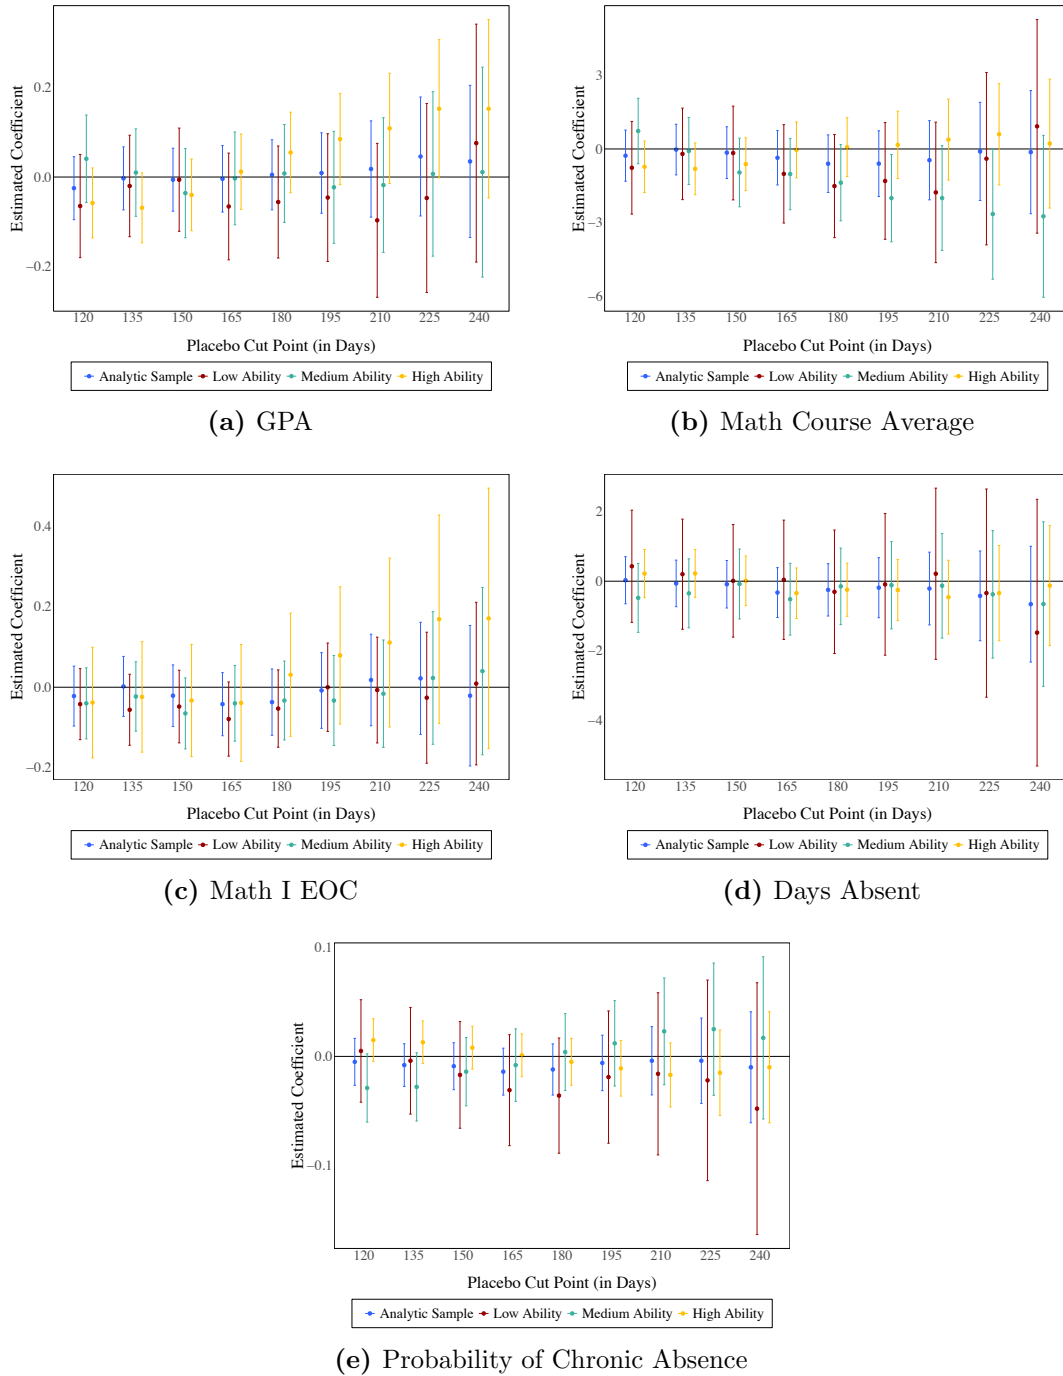 Estimated Coefficient
0.2
0.0
−0.2
120 135 150 165 180 195 210 225 240
Placebo Cut Point (in Days)
Analytic Sample Low Ability Medium Ability High Ability
(a) GPA
Estimated Coefficient
3
0
−3
−6
120 135 150 165 180 195 210 225 240
Placebo Cut Point (in Days)
Analytic Sample Low Ability Medium Ability High Ability
(b) Math Course Average
Estimated Coefficient
0.4
0.2
0.0
−0.2
120 135 150 165 180 195 210 225 240
Placebo Cut Point (in Days)
Analytic Sample Low Ability Medium Ability High Ability
(c) Math I EOC
Estimated Coefficient
2
0
−2
−4
120 135 150 165 180 195 210 225 240
Placebo Cut Point (in Days)
Analytic Sample Low Ability Medium Ability High Ability
(d) Days Absent
Estimated Coefficient
0.1
0.0
−0.1
120 135 150 165 180 195 210 225 240
Placebo Cut Point (in Days)
Analytic Sample Low Ability Medium Ability High Ability
(e) Probability of Chronic Absence